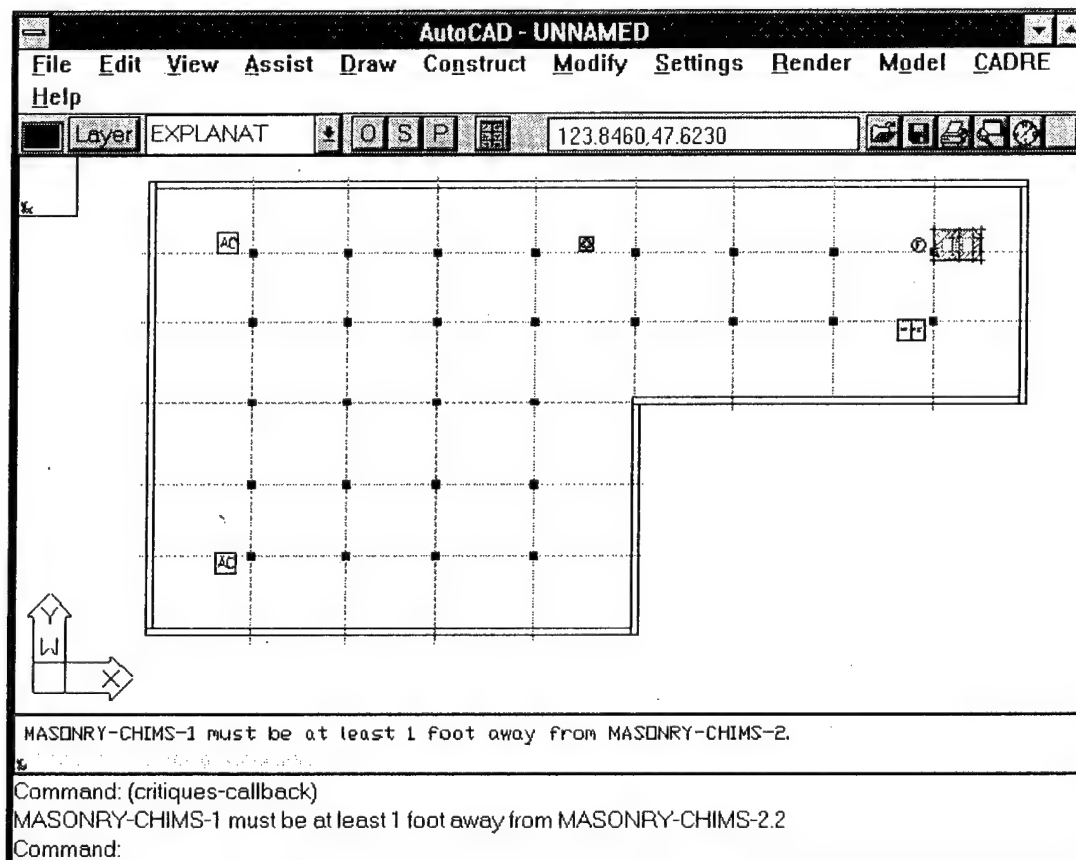 AutoCAD - UNNAMED
File Edit View Assist Draw Construct Modify Settings Render Model CADRE
Help
Layer EXPLANAT O S P 123.8460,47.6230
AC
F
AC
Y
W
X
MASONRY-CHIMS-1 must be at least 1 foot away from MASONRY-CHIMS-2.
Command: (critiques-callback)
MASONRY-CHIMS-1 must be at least 1 foot away from MASONRY-CHIMS-2.2
Command: